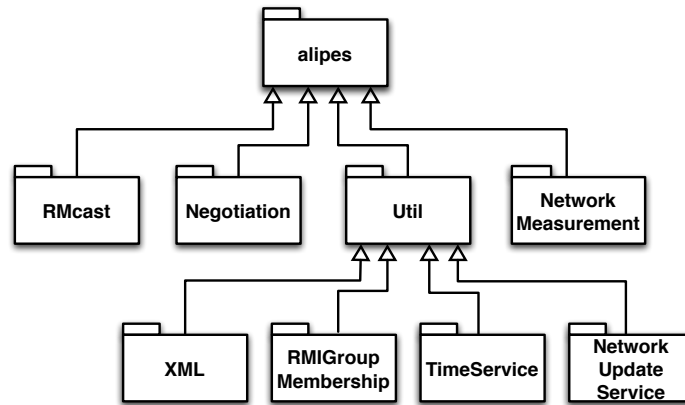 alipes
RMcast
Negotiation
Util
Network
Measurement
XML
RMIGroup
Membership
TimeService
Network
Update
Service